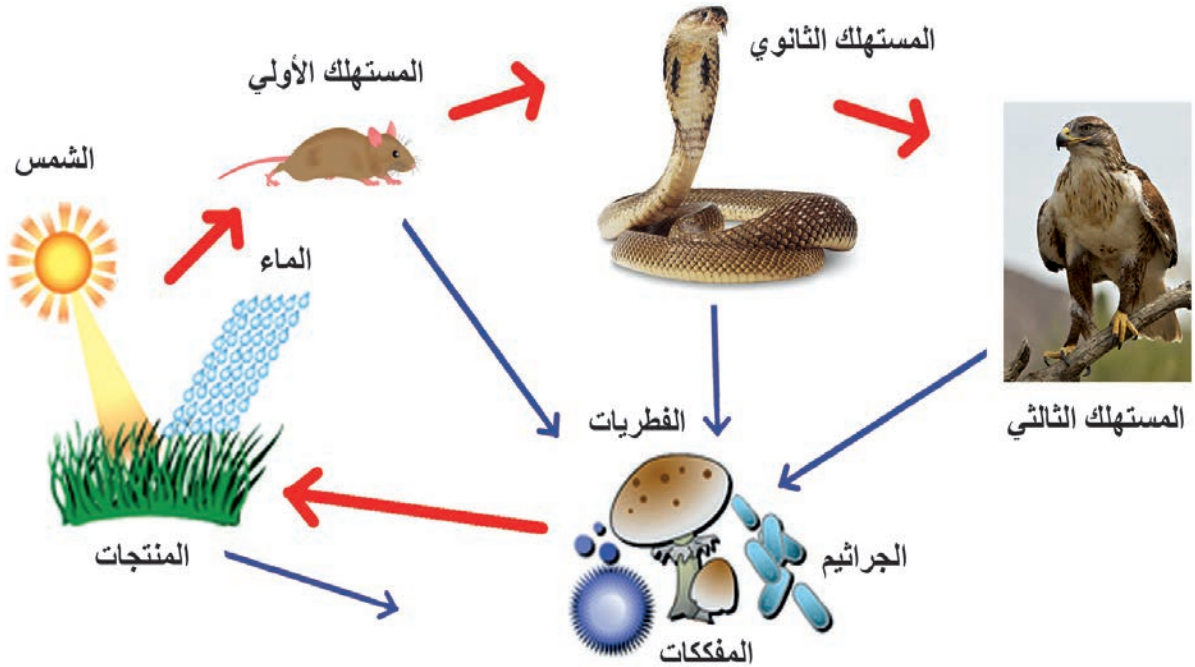 المستهلك الثانوي
المستهلك الأولي
الشمس
الماء
المستهلك الثالثي
الفطريات
الجراثيم
المنتجات
المفككات